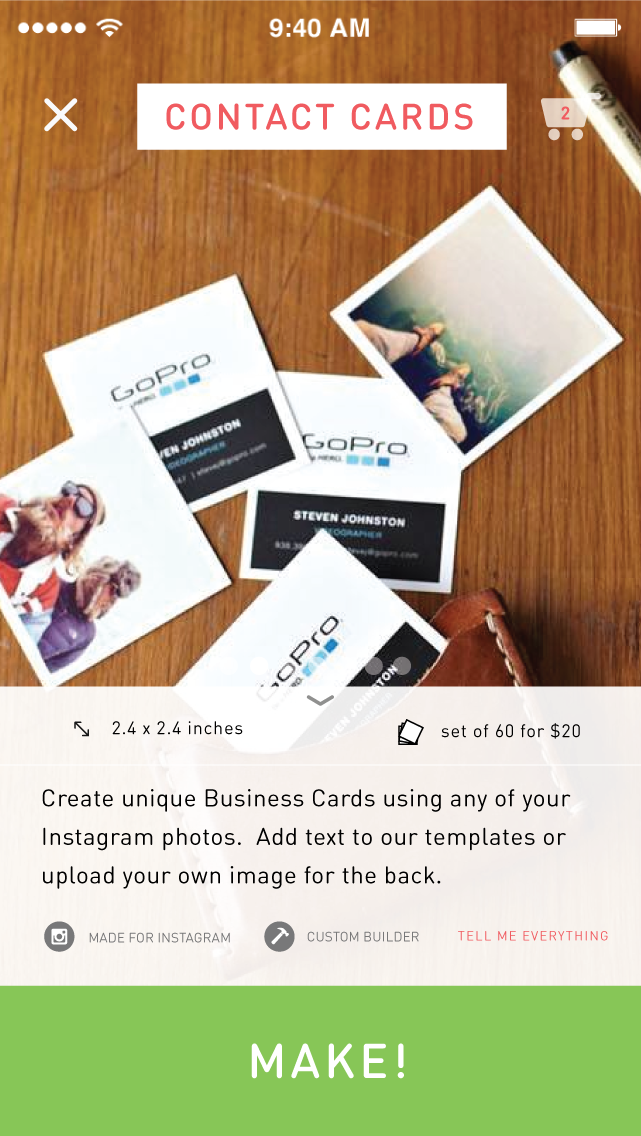 9:40 AM
CONTACT CARDS
2
GoPro
HERO.
VEN JOHNSTON
GoPro
HERO.
STEVEN JOHNSTON
VIDEOGRAPHER
GoPro
HERO.
VEN JOHNSTON
2.4 x 2.4 inches
set of 60 for $20
Create unique Business Cards using any of your
Instagram photos. Add text to our templates or
upload your own image for the back.
MADE FOR INSTAGRAM
CUSTOM BUILDER
TELL ME EVERYTHING
MAKE!